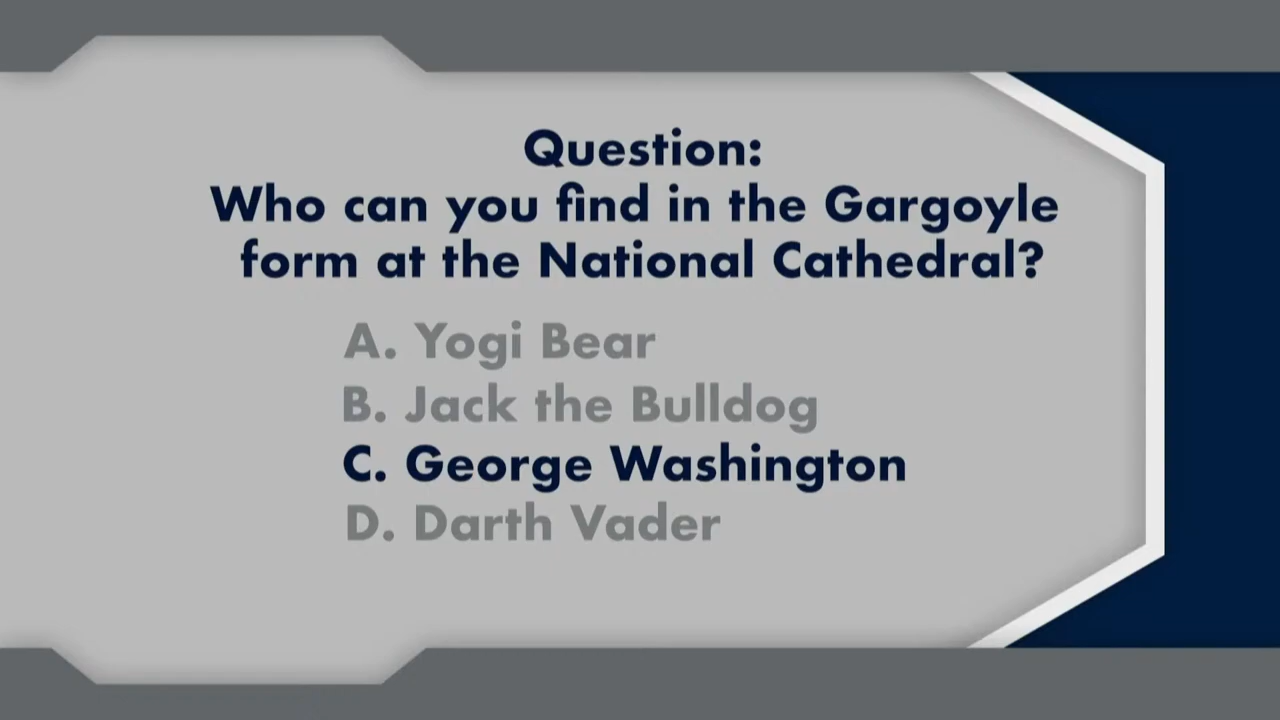 Question:
Who can you find in the Gargoyle
form at the National Cathedral?
A. Yogi Bear
B. Jack the Bulldog
C. George Washington
D. Darth Vader